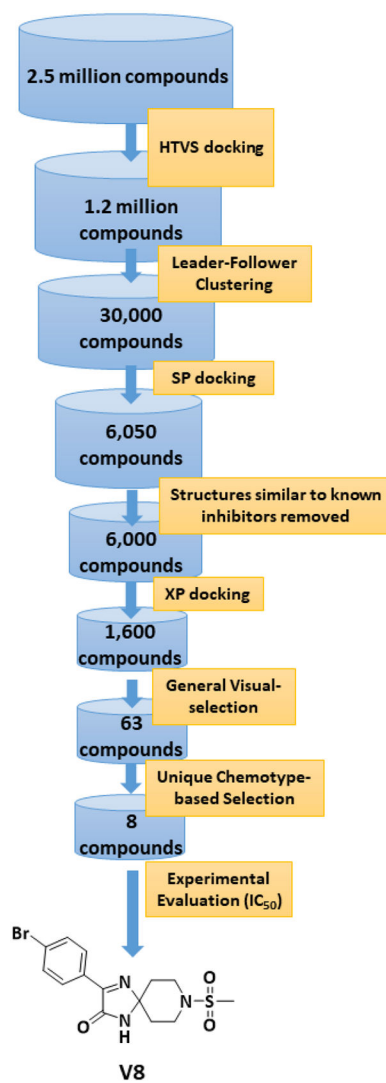 2.5 million compounds
HTVS docking
1.2 million
compounds
Leader-Follower
Clustering
30,000
compounds
SP docking
6,050
compounds
Structures similar to known
inhibitors removed
6,000
compounds
XP docking
1,600
compounds
General Visual-
selection
63
compounds
Unique Chemotype-
based Selection
8
compounds
Experimental
Evaluation (IC₅₀)
Br
N
O
N
H
N
O
S
O
V8